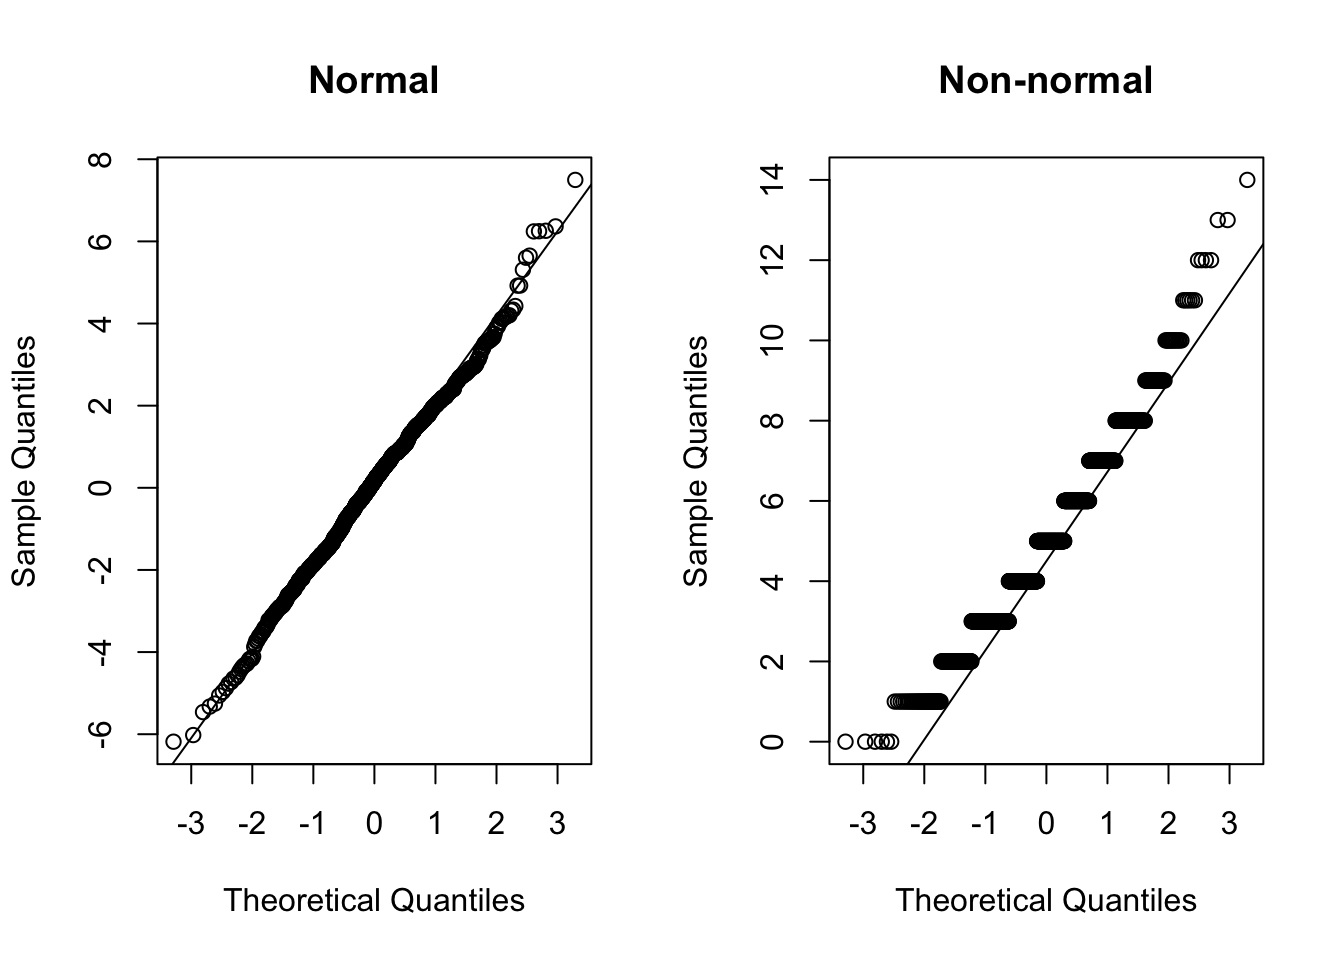 Normal
8
6
4
2
0
-2
-4
-6
Sample Quantiles
-3 -2 -1 0 1 2 3
Theoretical Quantiles
Non-normal
14
12
10
8
6
4
2
0
Sample Quantiles
-3 -2 -1 0 1 2 3
Theoretical Quantiles